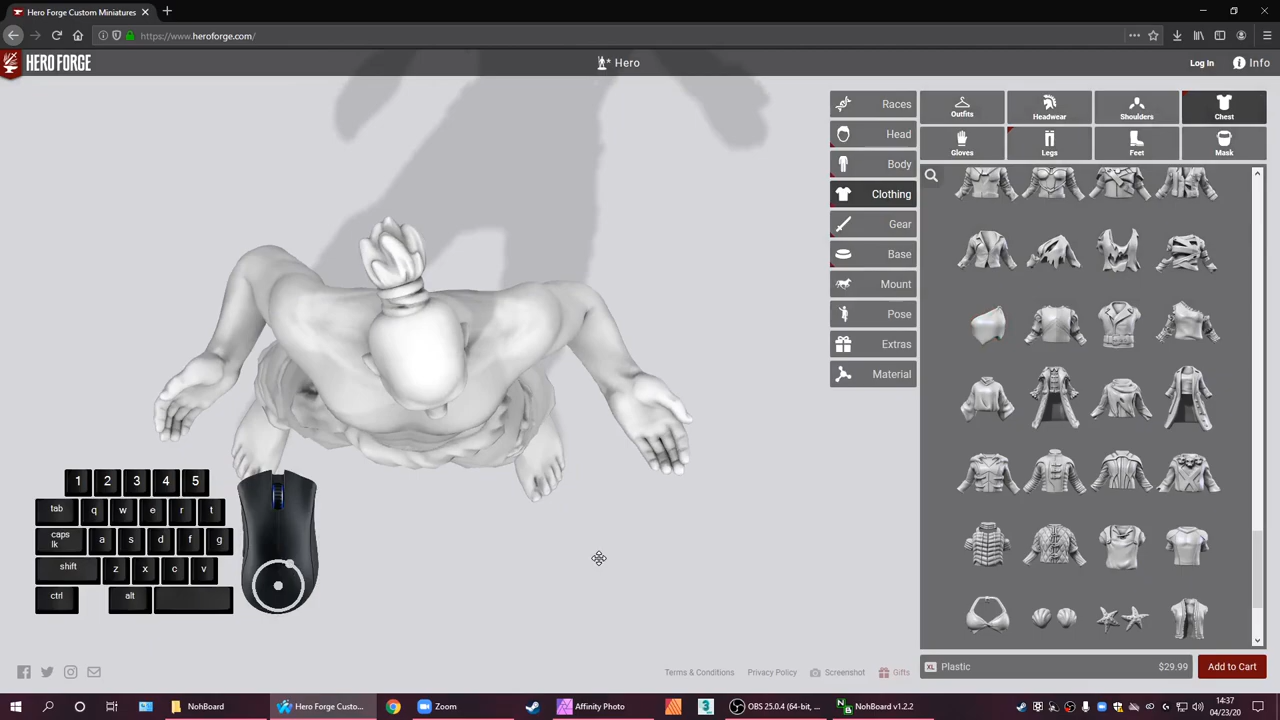 Hero Forge Custom Miniatures
https://www.heroforge.com/
HERO FORGE
Hero
Log In
Info
Races
Head
Body
Clothing
Gear
Base
Mount
Pose
Extras
Material
Outfits
Headwear
Shoulders
Chest
Gloves
Legs
Feet
Mask
1 2 3 4 5
tab q w e r t
caps lk a s d f g
shift z x c v
ctrl alt
Terms & Conditions Privacy Policy Screenshot Gifts
XL Plastic $29.99 Add to Cart
NohBoard
Hero Forge Custo...
Zoom
Affinity Photo
OBS 25.0.4 (64-bit, ...
NohBoard v1.2.2
14:37
04/23/20